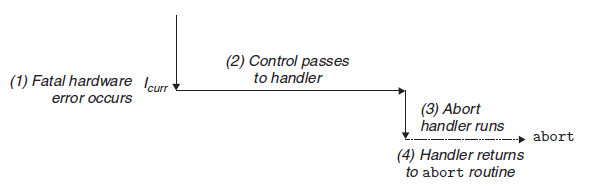 (1) Fatal hardware
error occurs
Icurr
(2) Control passes
to handler
(3) Abort
handler runs
abort
(4) Handler returns
to abort routine